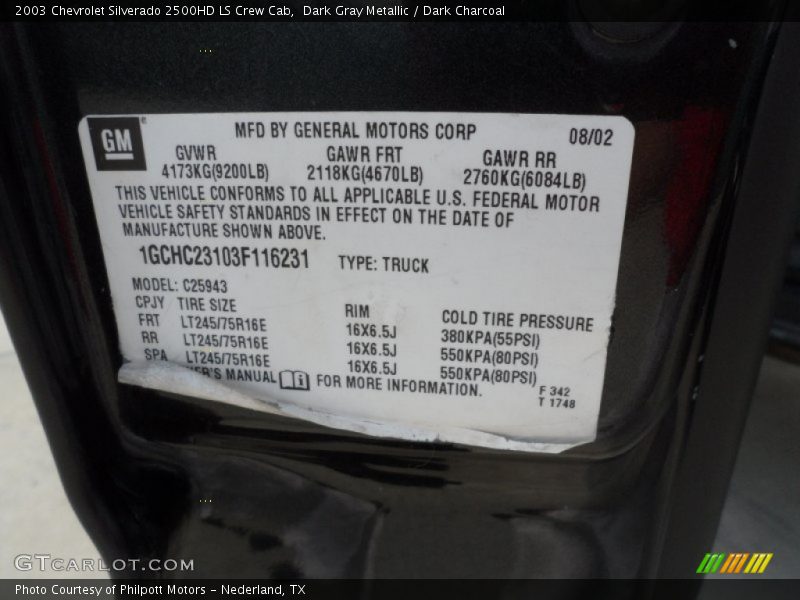 2003 Chevrolet Silverado 2500HD LS Crew Cab,  Dark Gray Metallic / Dark Charcoal
GM ®
MFD BY GENERAL MOTORS CORP 08/02
GVWR GAWR FRT GAWR RR
4173KG(9200LB) 2118KG(4670LB) 2760KG(6084LB)
THIS VEHICLE CONFORMS TO ALL APPLICABLE U.S. FEDERAL MOTOR
VEHICLE SAFETY STANDARDS IN EFFECT ON THE DATE OF
MANUFACTURE SHOWN ABOVE.
1GCHC23103F116231 TYPE: TRUCK
MODEL: C25943
CPJY TIRE SIZE RIM COLD TIRE PRESSURE
FRT LT245/75R16E 16X6.5J 380KPA(55PSI)
RR LT245/75R16E 16X6.5J 550KPA(80PSI)
SPA LT245/75R16E 16X6.5J 550KPA(80PSI)
ER'S MANUAL FOR MORE INFORMATION.
F 342
T 1748
GTCARLOT.COM
Photo Courtesy of Philpott Motors - Nederland, TX